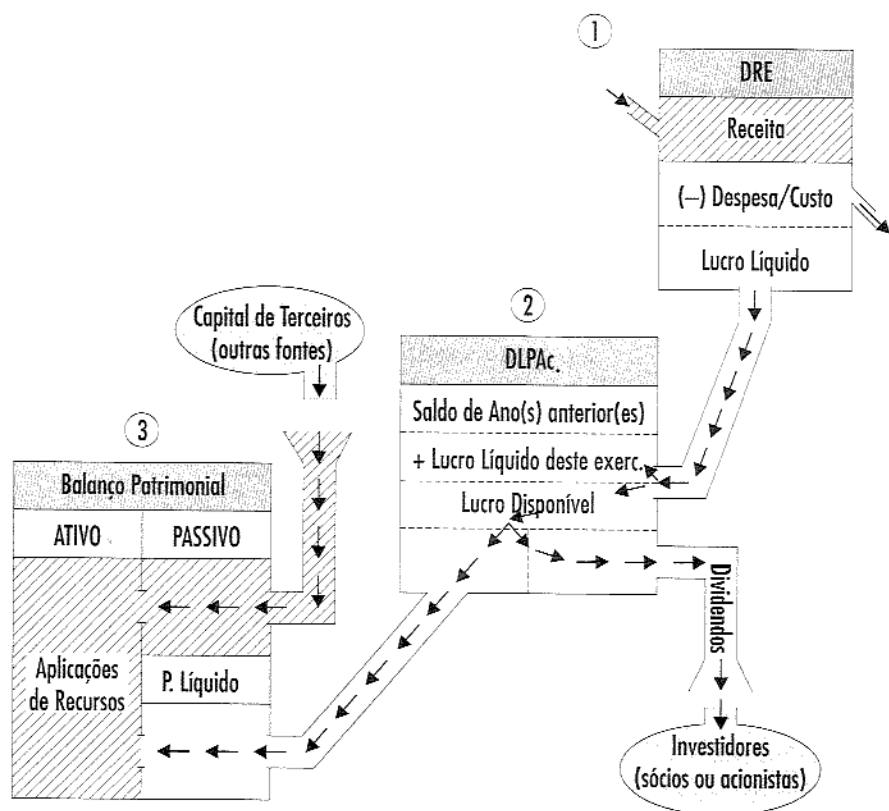 1
DRE
Receita
(–) Despesa/Custo
Lucro Líquido
2
DLPAc.
Saldo de Ano(s) anterior(es)
+ Lucro Líquido deste exerc.
Lucro Disponível
Dividendos
Investidores
(sócios ou acionistas)
Capital de Terceiros
(outras fontes)
3
Balanço Patrimonial
ATIVO
PASSIVO
Aplicações
de Recursos
P. Líquido